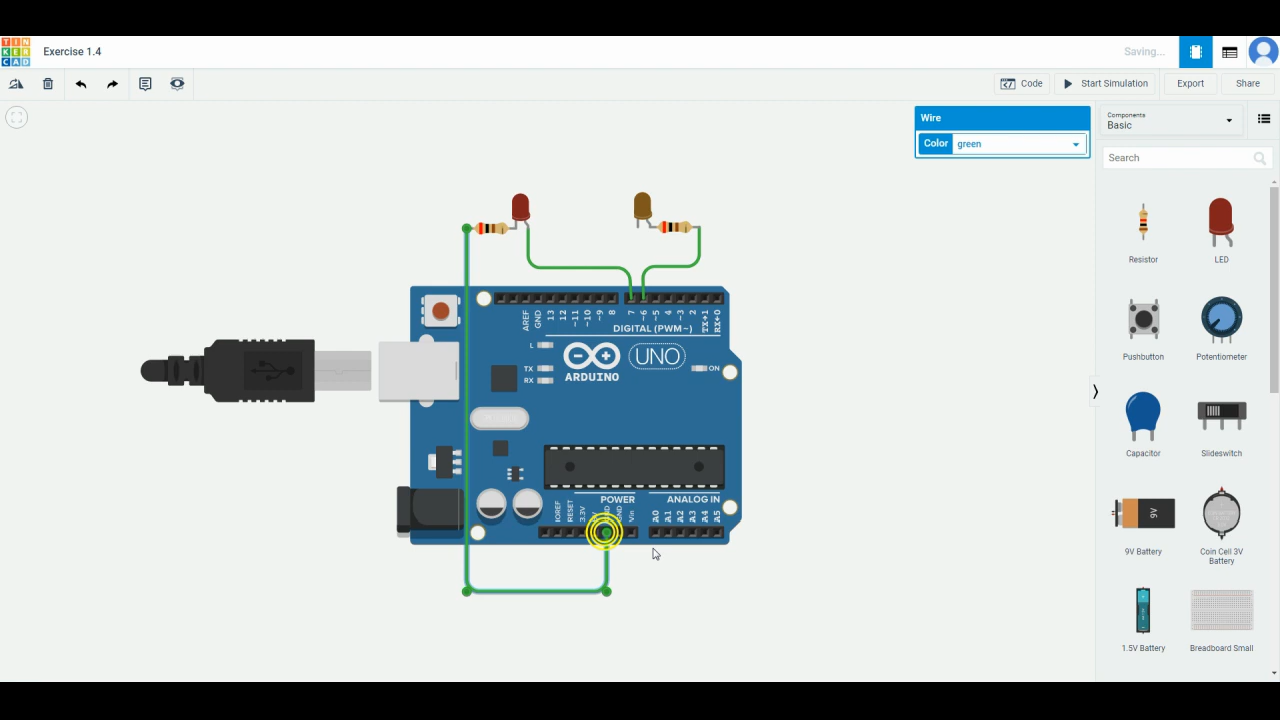 TIN
KER
CAD
Exercise 1.4
Saving...
Code
Start Simulation
Export
Share
Wire
Color green
Components
Basic
Search
Resistor
LED
Pushbutton
Potentiometer
Capacitor
Slideswitch
9V
9V Battery
Coin Cell 3V
Battery
1.5V Battery
Breadboard Small
AREF
GND
13
12
~11
~10
~9
8
7
~6
~5
4
~3
2
TX→1
RX←0
DIGITAL (PWM~)
L
TX
RX
UNO
ARDUINO
ON
POWER
ANALOG IN
IOREF
RESET
3.3V
GND
Vin
A0
A1
A2
A3
A4
A5